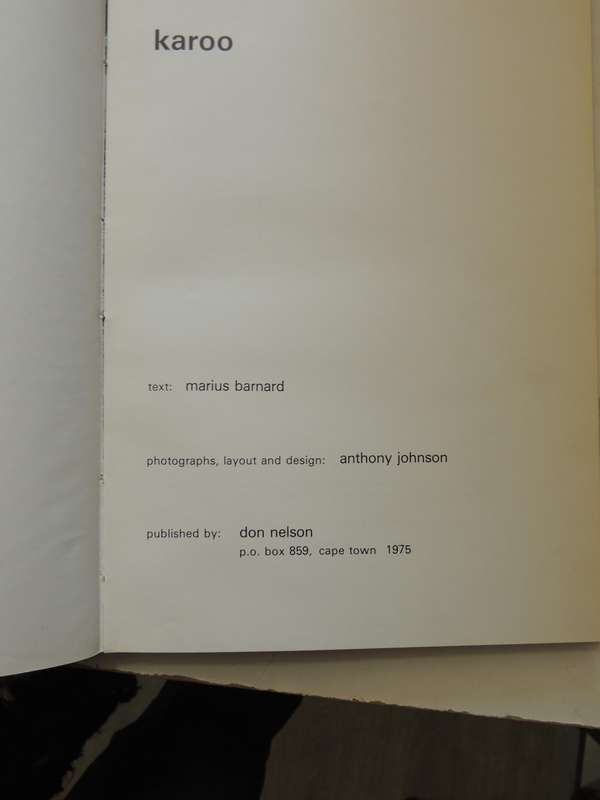 karoo
text: marius barnard
photographs, layout and design: anthony johnson
published by: don nelson
p.o. box 859, cape town 1975